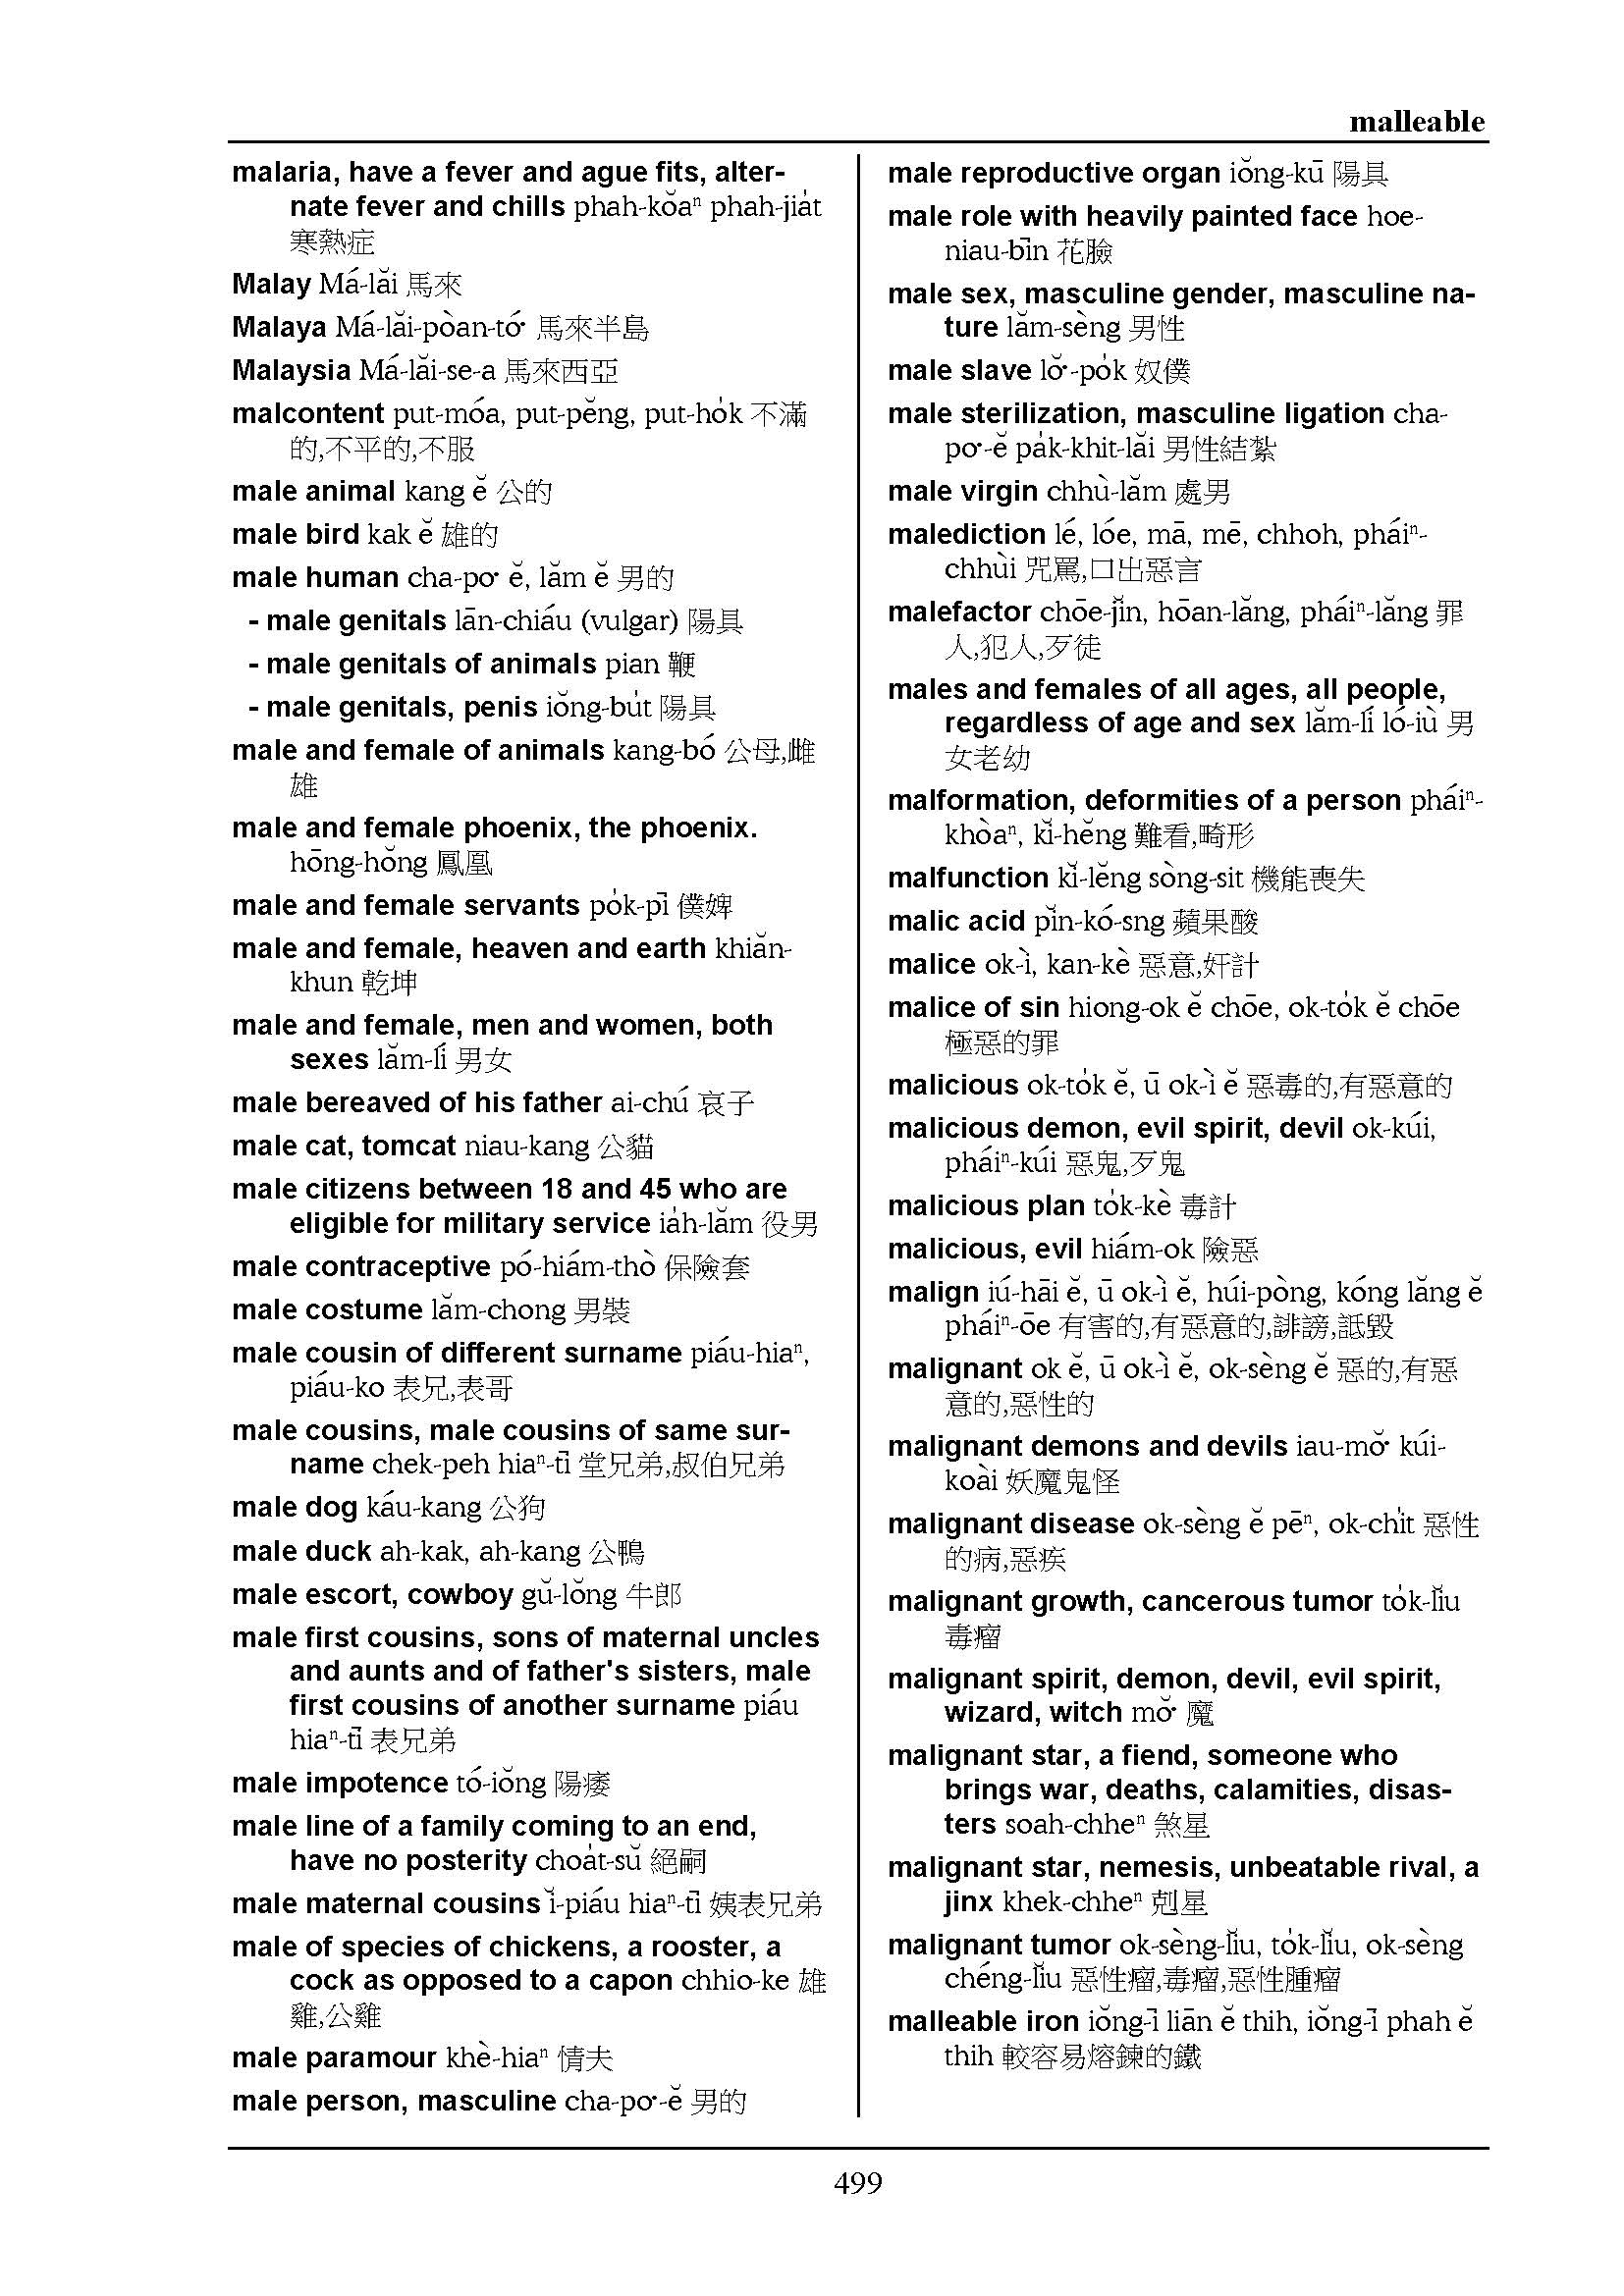 malleable
malaria, have a fever and ague fits, alter-
nate fever and chills phah-kŏaⁿ phah-jia̍t
寒熱症
Malay Má-lăi 馬來
Malaya Má-lăi-pòan-tó͘ 馬來半島
Malaysia Má-lăi-se-a 馬來西亞
malcontent put-móa, put-pĕng, put-ho̍k 不滿
的,不平的,不服
male animal kang ĕ 公的
male bird kak ĕ 雄的
male human cha-po͘ ĕ, lăm ĕ 男的
- male genitals lān-chiáu (vulgar) 陽具
- male genitals of animals pian 鞭
- male genitals, penis iŏng-bu̍t 陽具
male and female of animals kang-bó 公母,雌
雄
male and female phoenix, the phoenix.
hōng-hŏng 鳳凰
male and female servants po̍k-pī 僕婢
male and female, heaven and earth khiăn-
khun 乾坤
male and female, men and women, both
sexes lăm-lí 男女
male bereaved of his father ai-chú 哀子
male cat, tomcat niau-kang 公貓
male citizens between 18 and 45 who are
eligible for military service ia̍h-lăm 役男
male contraceptive pó-hiám-thò 保險套
male costume lăm-chong 男裝
male cousin of different surname piáu-hiaⁿ,
piáu-ko 表兄,表哥
male cousins, male cousins of same sur-
name chek-peh hiaⁿ-tī 堂兄弟,叔伯兄弟
male dog káu-kang 公狗
male duck ah-kak, ah-kang 公鴨
male escort, cowboy gŭ-lŏng 牛郎
male first cousins, sons of maternal uncles
and aunts and of father's sisters, male
first cousins of another surname piáu
hiaⁿ-tī 表兄弟
male impotence tó-iŏng 陽痿
male line of a family coming to an end,
have no posterity choa̍t-sŭ 絕嗣
male maternal cousins ĭ-piáu hiaⁿ-tī 姨表兄弟
male of species of chickens, a rooster, a
cock as opposed to a capon chhio-ke 雄
雞,公雞
male paramour khè-hiaⁿ 情夫
male person, masculine cha-po͘-ĕ 男的
male reproductive organ iŏng-kū 陽具
male role with heavily painted face hoe-
niau-bīn 花臉
male sex, masculine gender, masculine na-
ture lăm-sèng 男性
male slave lŏ͘-po̍k 奴僕
male sterilization, masculine ligation cha-
po͘-ĕ pa̍k-khit-lăi 男性結紮
male virgin chhù-lăm 處男
malediction lé, lóe, mā, mē, chhoh, pháiⁿ-
chhùi 咒罵,口出惡言
malefactor chōe-jĭn, hōan-lăng, pháiⁿ-lăng 罪
人,犯人,歹徒
males and females of all ages, all people,
regardless of age and sex lăm-lí ló-iù 男
女老幼
malformation, deformities of a person pháiⁿ-
khòaⁿ, kĭ-hĕng 難看,畸形
malfunction kĭ-lĕng sòng-sit 機能喪失
malic acid pĭn-kó-sng 蘋果酸
malice ok-ì, kan-kè 惡意,奸計
malice of sin hiong-ok ĕ chōe, ok-to̍k ĕ chōe
極惡的罪
malicious ok-to̍k ĕ, ū ok-ì ĕ 惡毒的,有惡意的
malicious demon, evil spirit, devil ok-kúi,
pháiⁿ-kúi 惡鬼,歹鬼
malicious plan to̍k-kè 毒計
malicious, evil hiám-ok 險惡
malign iú-hāi ĕ, ū ok-ì ĕ, húi-pòng, kóng lăng ĕ
pháiⁿ-ōe 有害的,有惡意的,誹謗,詆毀
malignant ok ĕ, ū ok-ì ĕ, ok-sèng ĕ 惡的,有惡
意的,惡性的
malignant demons and devils iau-mŏ͘ kúi-
koài 妖魔鬼怪
malignant disease ok-sèng ĕ pēⁿ, ok-chi̍t 惡性
的病,惡疾
malignant growth, cancerous tumor to̍k-lĭu
毒瘤
malignant spirit, demon, devil, evil spirit,
wizard, witch mŏ͘ 魔
malignant star, a fiend, someone who
brings war, deaths, calamities, disas-
ters soah-chheⁿ 煞星
malignant star, nemesis, unbeatable rival, a
jinx khek-chheⁿ 剋星
malignant tumor ok-sèng-lĭu, to̍k-lĭu, ok-sèng
chéng-lĭu 惡性瘤,毒瘤,惡性腫瘤
malleable iron iŏng-ī liān ĕ thih, iŏng-ī phah ĕ
thih 較容易熔鍊的鐵
499